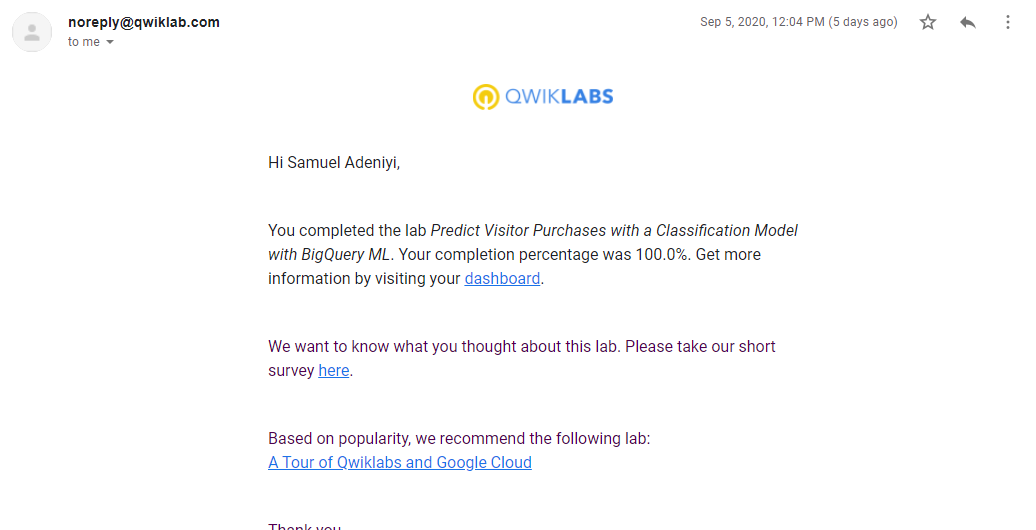 noreply@qwiklab.com
Sep 5, 2020, 12:04 PM (5 days ago)
to me
QWIKLABS
Hi Samuel Adeniyi,
You completed the lab Predict Visitor Purchases with a Classification Model
with BigQuery ML. Your completion percentage was 100.0%. Get more
information by visiting your dashboard.
We want to know what you thought about this lab. Please take our short
survey here.
Based on popularity, we recommend the following lab:
A Tour of Qwiklabs and Google Cloud
Thank you